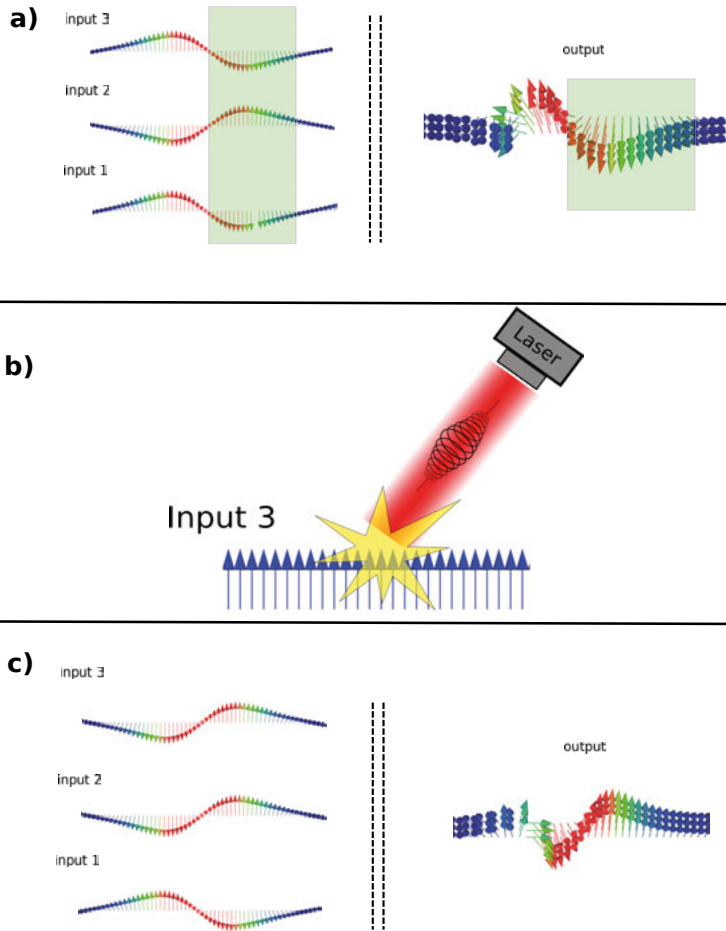 a)
input 3
input 2
input 1
output
b)
Laser
Input 3
c)
input 3
input 2
input 1
output